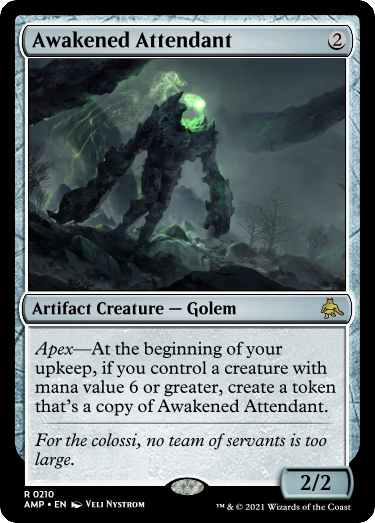 Awakened Attendant 2
Artifact Creature — Golem
Apex—At the beginning of your
upkeep, if you control a creature with
mana value 6 or greater, create a token
that's a copy of Awakened Attendant.
For the colossi, no team of servants is too
large.
2/2
R 0210
AMP • EN Veli Nystrom
™ & © 2021 Wizards of the Coast